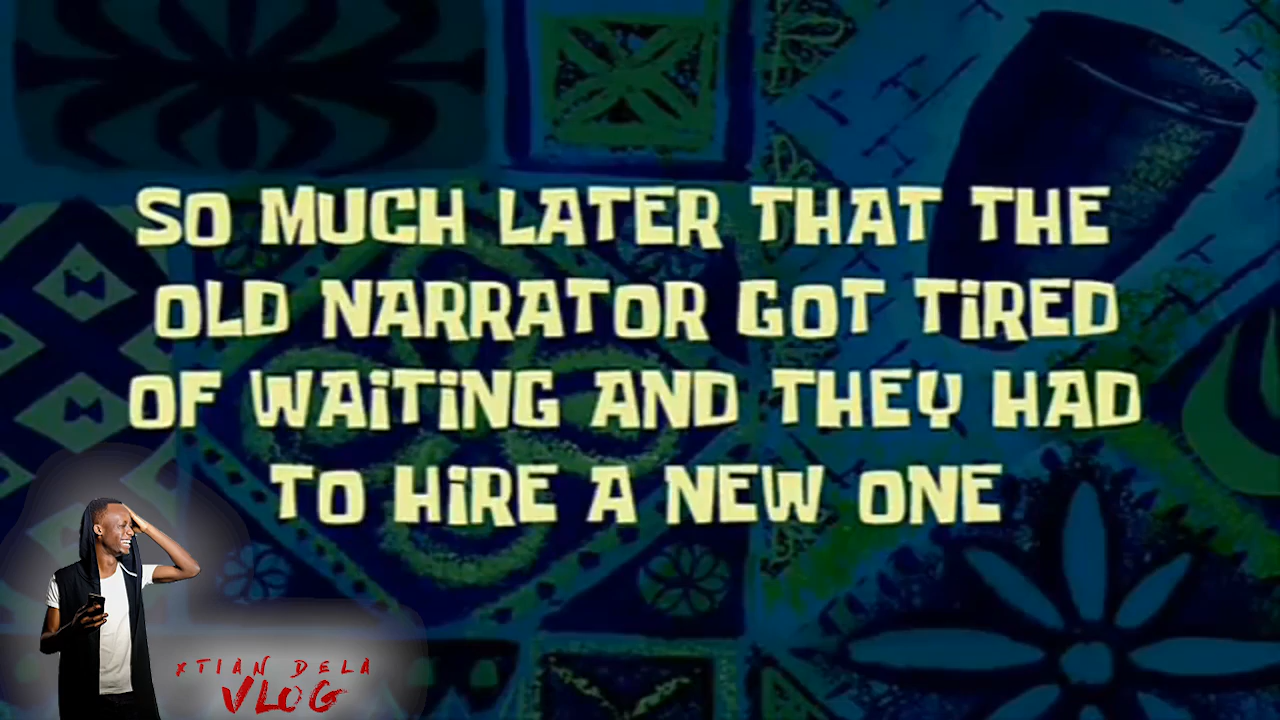 SO MUCH LATER THAT THE
OLD NARRATOR GOT TiRED
OF WAiTiNG AND THEY HAD
TO HiRE A NEW ONE
XTIAN DELA
VLOG